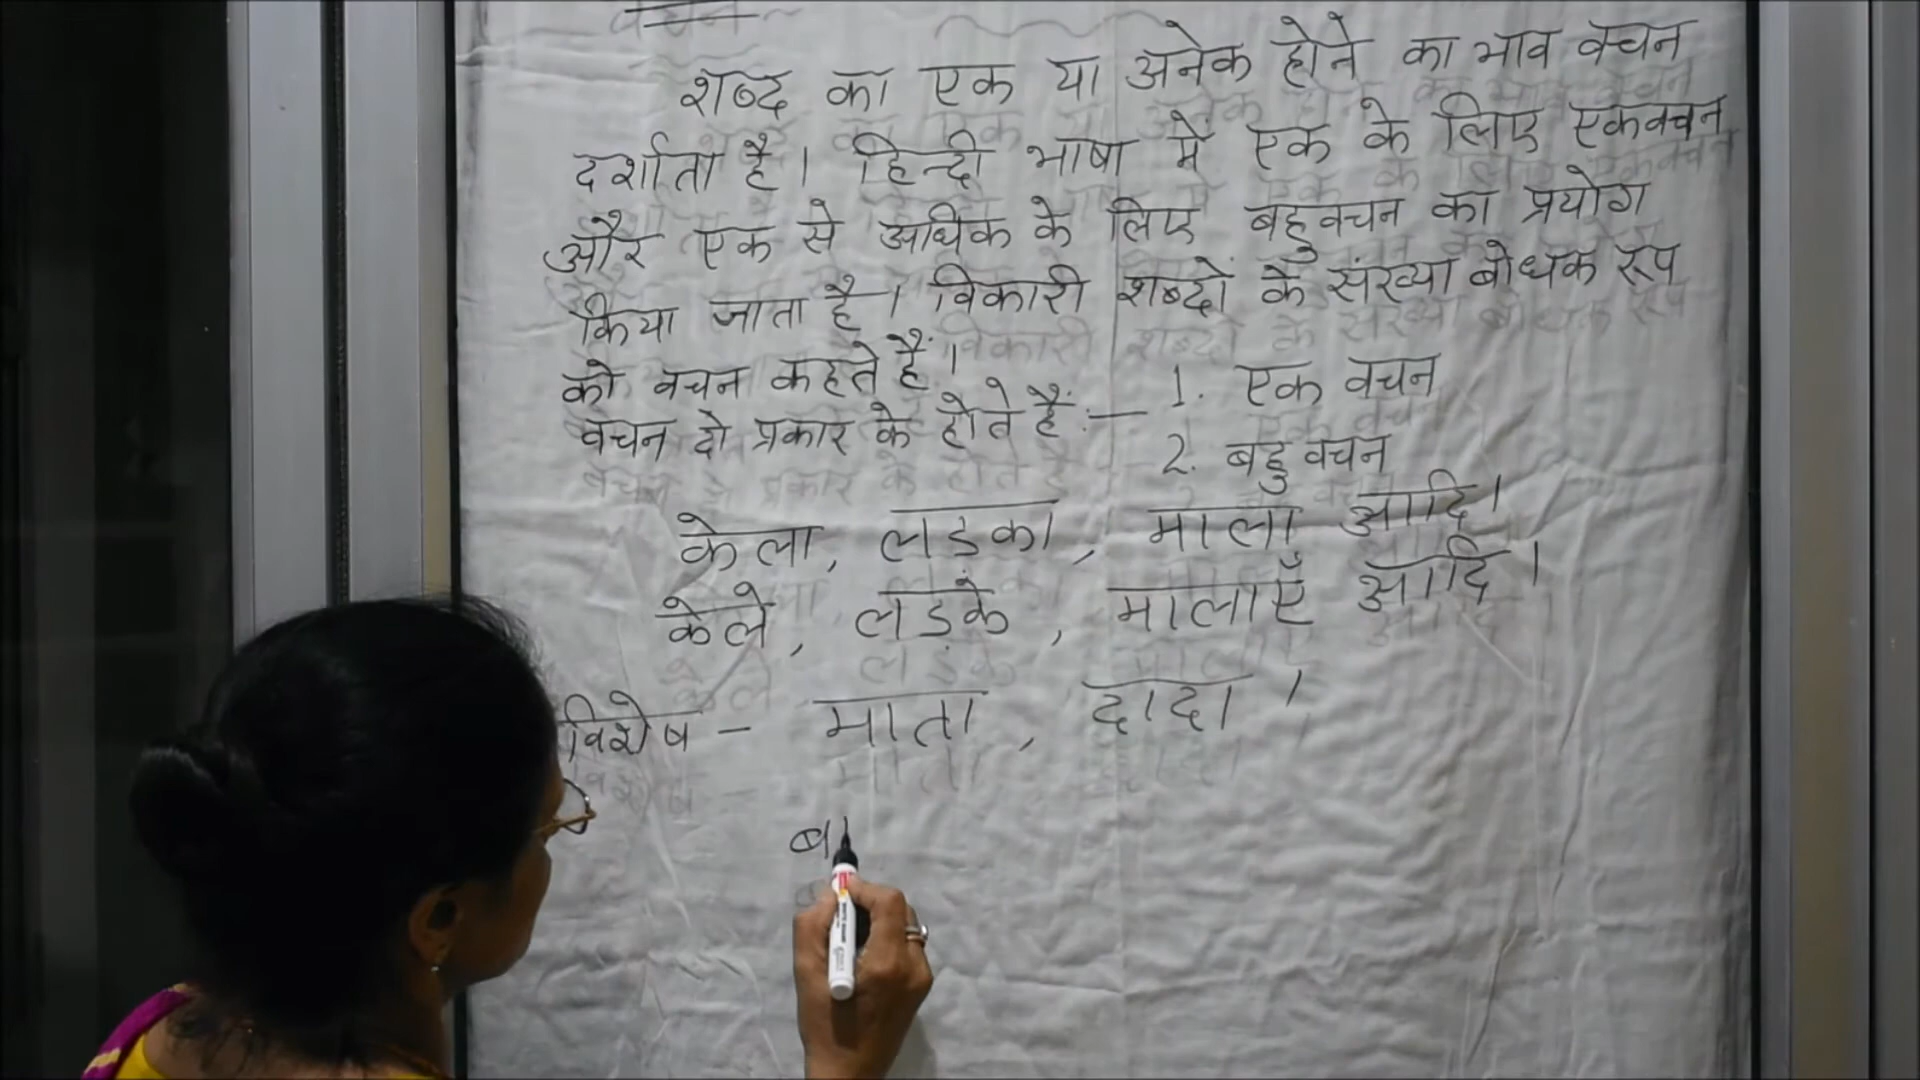 वचन
शब्द का एक या अनेक होने का भाव वचन
दर्शाता है। हिन्दी भाषा में एक के लिए एकवचन
और एक से अधिक के लिए बहुवचन का प्रयोग
किया जाता है। विकारी शब्दों के संख्या बोधक रूप
को वचन कहते हैं।
वचन दो प्रकार के होते हैं:— 1. एक वचन
2. बहु वचन
केला, लड़का, माला आदि।
केले, लड़के, मालाएँ आदि।
विशेष - माता, दादा।